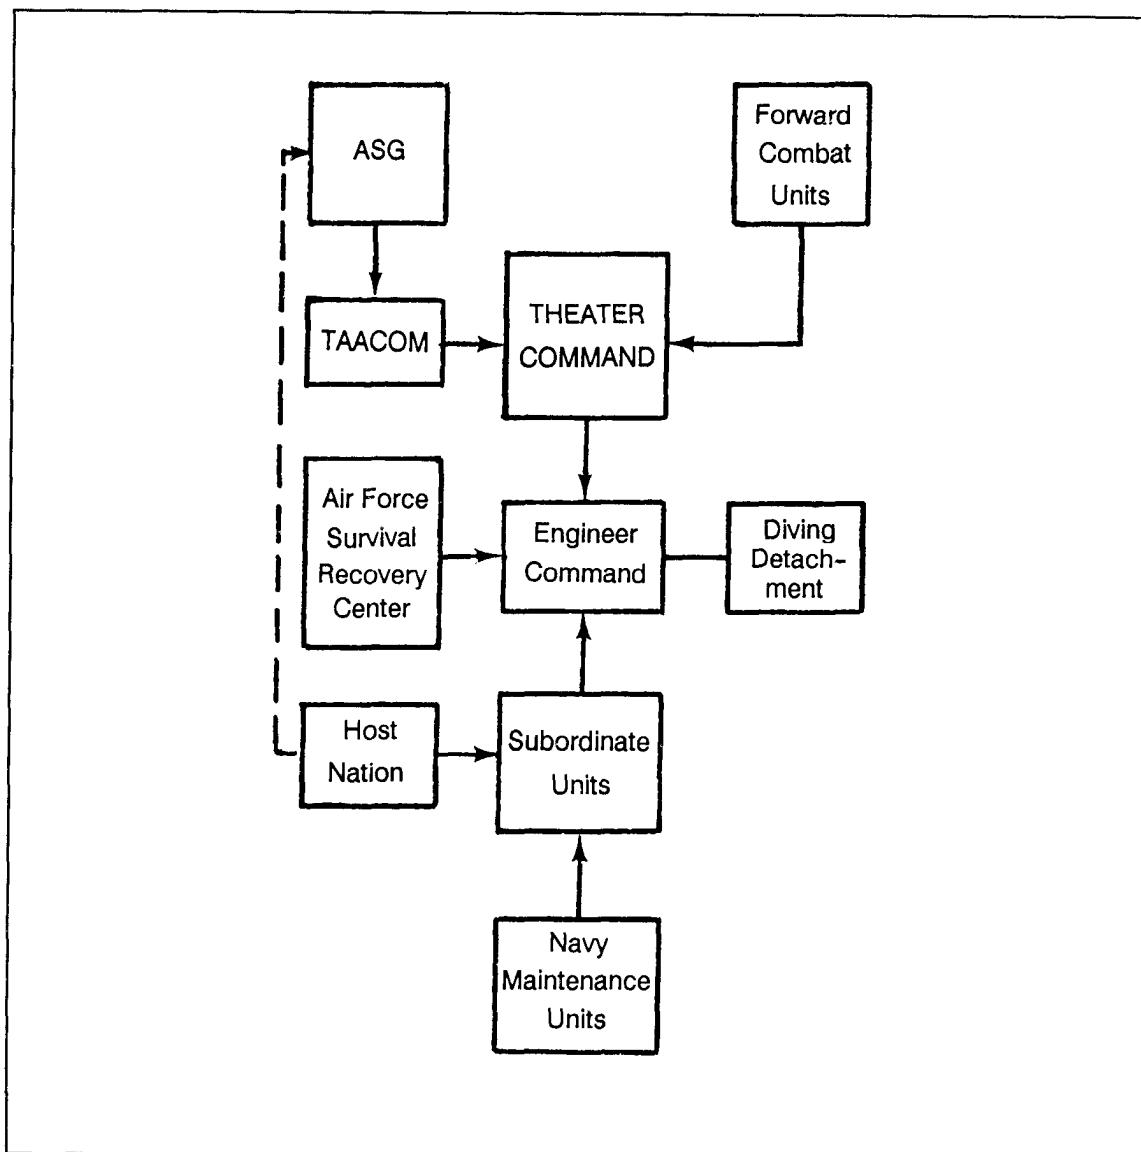 ASG
Forward
Combat
Units
TAACOM
THEATER
COMMAND
Air Force
Survival
Recovery
Center
Engineer
Command
Diving
Detach-
ment
Host
Nation
Subordinate
Units
Navy
Maintenance
Units